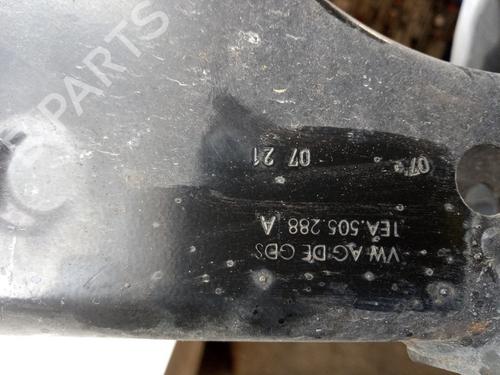 VW AG DE GDS
1EA.505 288 A
07 21
07
B-PARTS